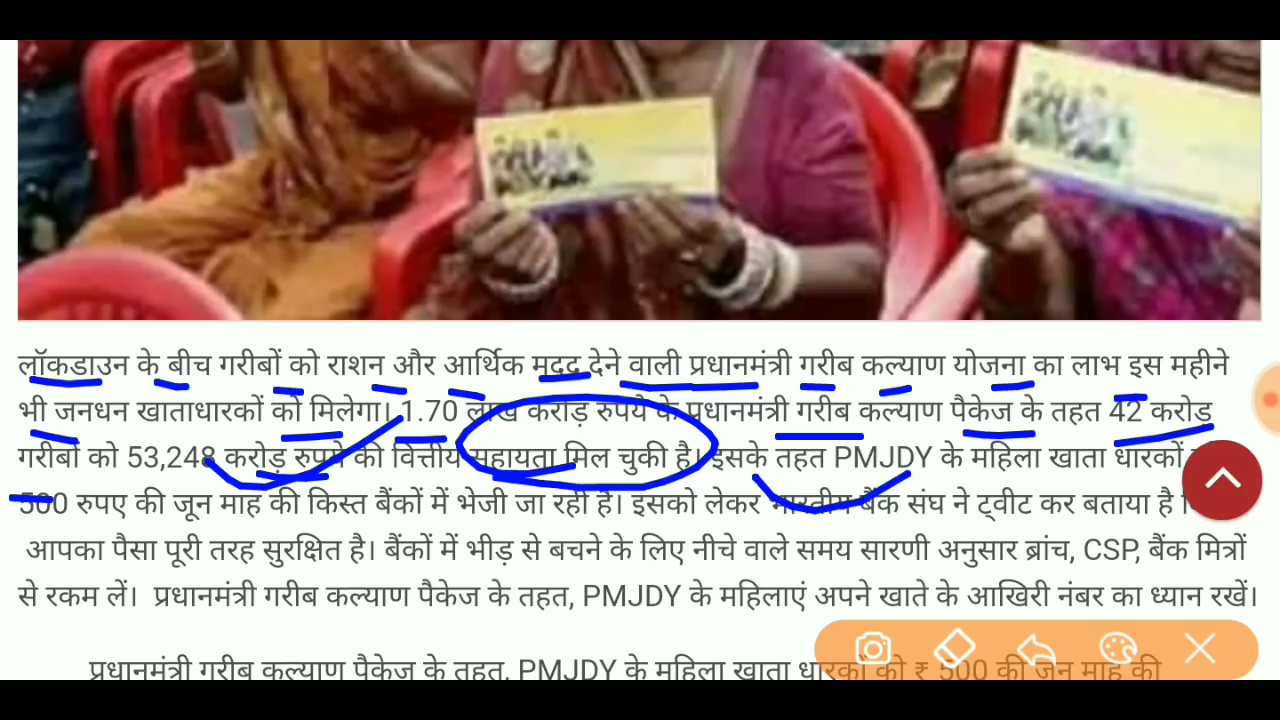 लॉकडाउन के बीच गरीबों को राशन और आर्थिक मदद देने वाली प्रधानमंत्री गरीब कल्याण योजना का लाभ इस महीने
भी जनधन खाताधारकों को मिलेगा। 1.70 लाख करोड़ रुपये के प्रधानमंत्री गरीब कल्याण पैकेज के तहत 42 करोड़
गरीबों को 53,248 करोड़ रुपये की वित्तीय सहायता मिल चुकी है। इसके तहत PMJDY के महिला खाता धारकों
500 रुपए की जून माह की किस्त बैंकों में भेजी जा रही है। इसको लेकर भारतीय बैंक संघ ने ट्वीट कर बताया है
आपका पैसा पूरी तरह सुरक्षित है। बैंकों में भीड़ से बचने के लिए नीचे वाले समय सारणी अनुसार ब्रांच, CSP, बैंक मित्रों
से रकम लें। प्रधानमंत्री गरीब कल्याण पैकेज के तहत, PMJDY के महिलाएं अपने खाते के आखिरी नंबर का ध्यान रखें।
प्रधानमंत्री गरीब कल्याण पैकेज के तहत, PMJDY के महिला खाता धारकों को ₹ 500 की जून माह की